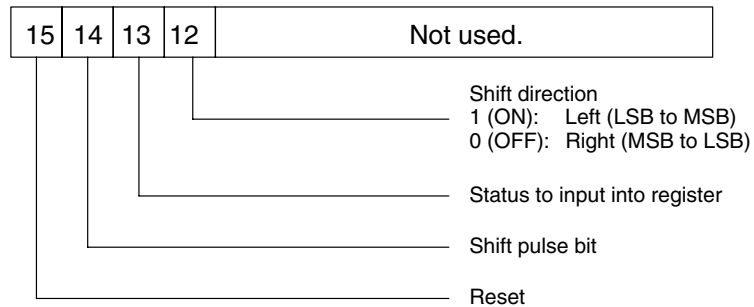 15 14 13 12 Not used.
Shift direction
1 (ON): Left (LSB to MSB)
0 (OFF): Right (MSB to LSB)
Status to input into register
Shift pulse bit
Reset